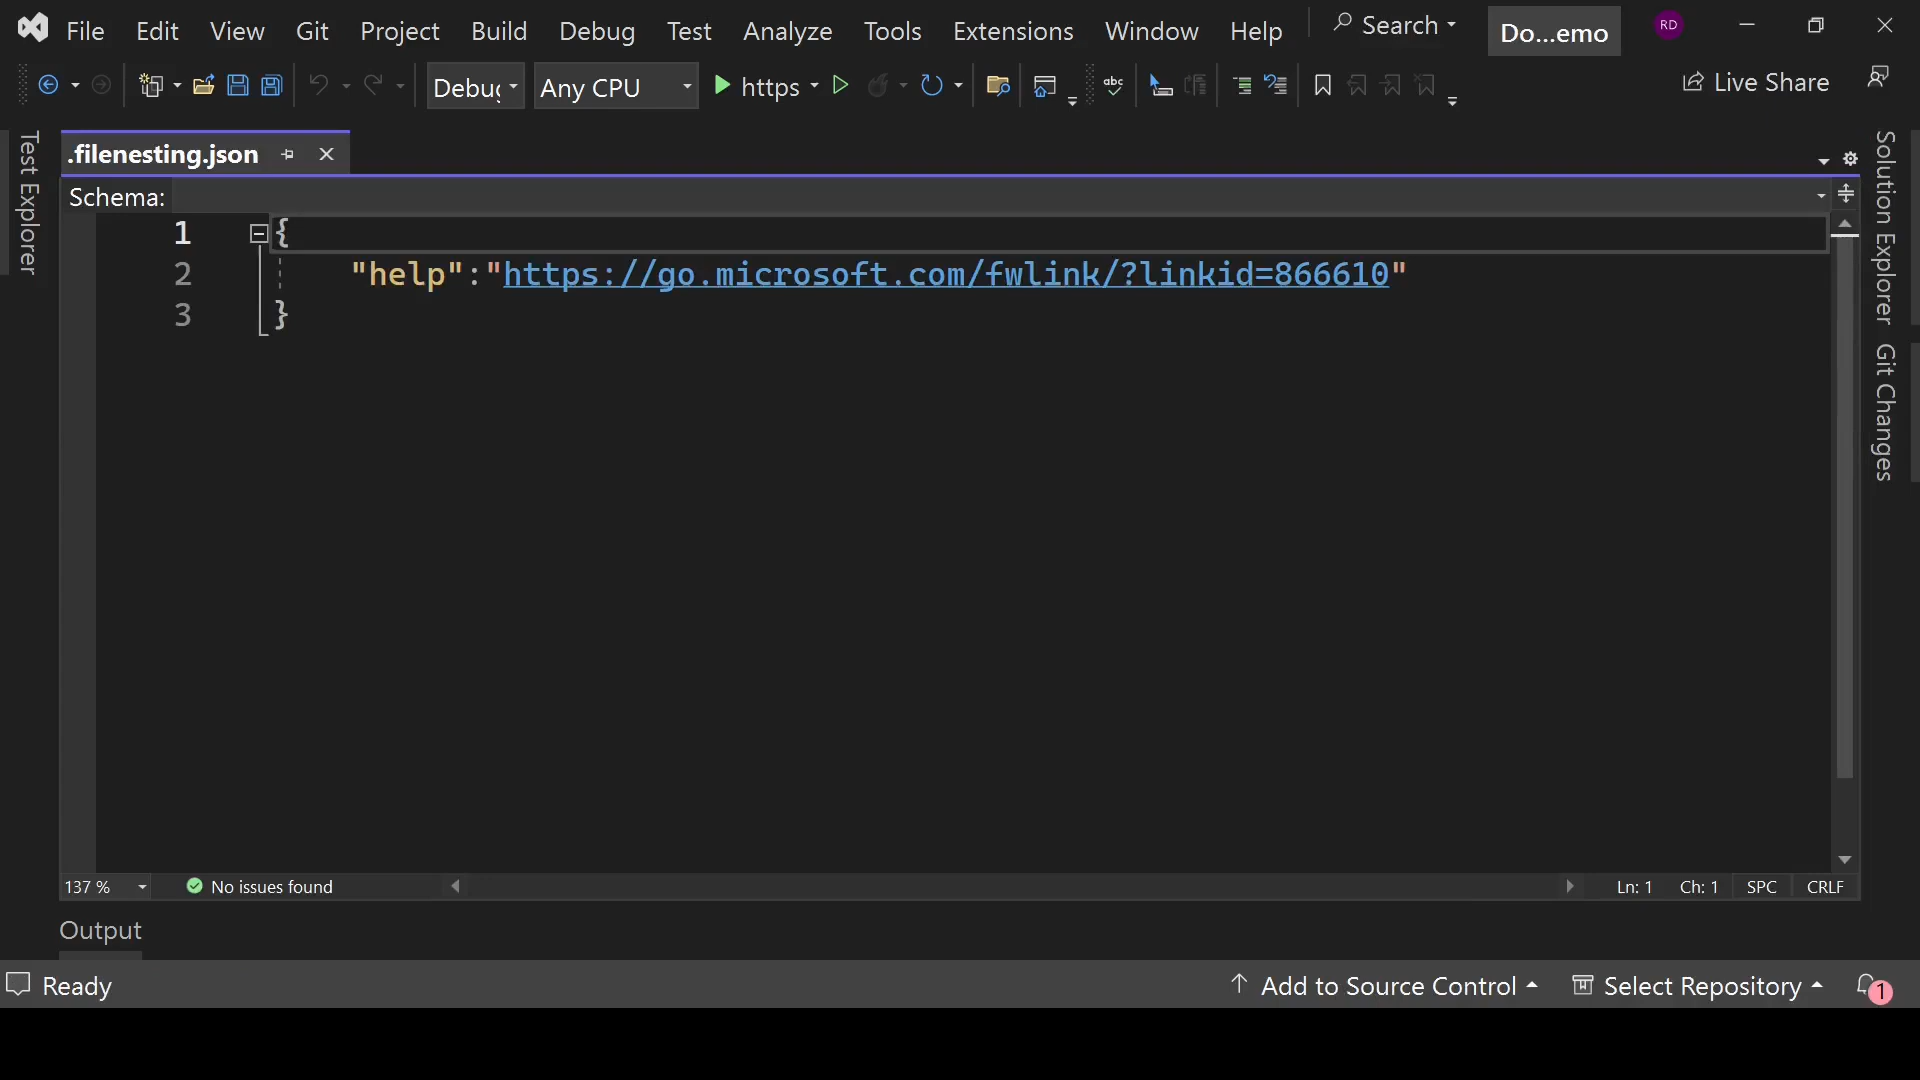 File Edit View Git Project Build Debug Test Analyze Tools Extensions Window Help Search Do...emo RD
Debug Any CPU https abc Live Share
Test Explorer
.filenesting.json
Schema:
1 {
2 "help":"https://go.microsoft.com/fwlink/?linkid=866610"
3 }
Solution Explorer
Git Changes
137 % No issues found Ln: 1 Ch: 1 SPC CRLF
Output
Ready Add to Source Control Select Repository 1